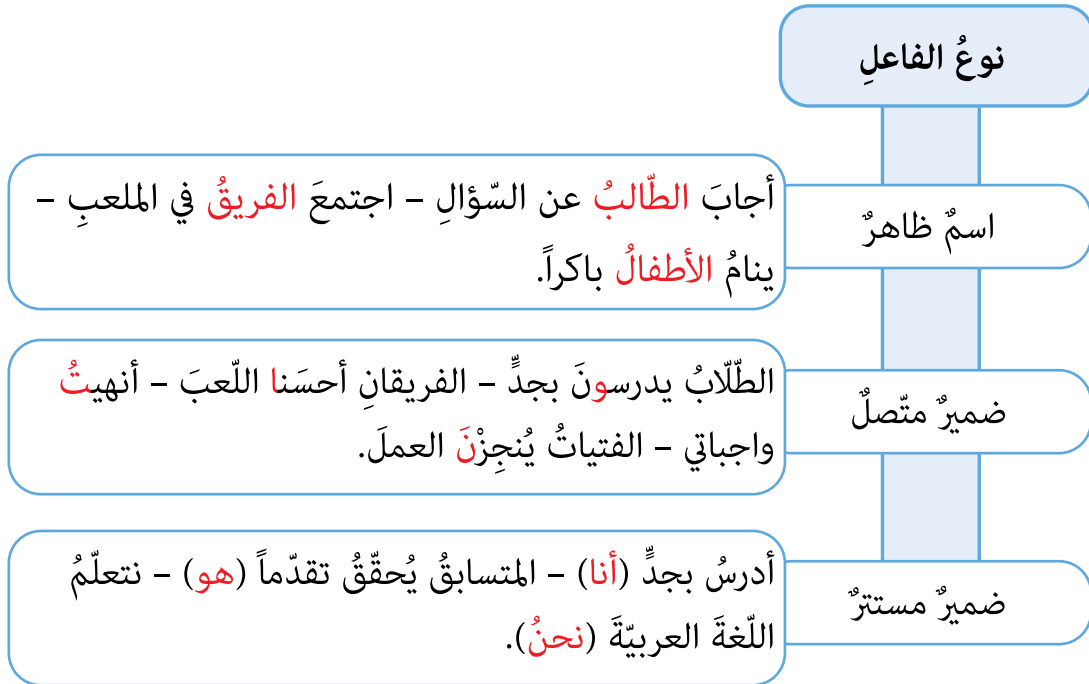 نوعُ الفاعلِ
اسمٌ ظاهرٌ
أجابَ الطّالبُ عن السّؤالِ – اجتمعَ الفريقُ في الملعبِ –
ينامُ الأطفالُ باكراً.
ضميرٌ متّصلٌ
الطّلّابُ يدرسونَ بجدٍّ – الفريقانِ أحسَنا اللّعبَ – أنهيتُ
واجباتي – الفتياتُ يُنجِزْنَ العملَ.
ضميرٌ مستترٌ
أدرسُ بجدٍّ (أنا) – المتسابقُ يُحقّقُ تقدّماً (هو) – نتعلّمُ
اللّغةَ العربيّةَ (نحنُ).